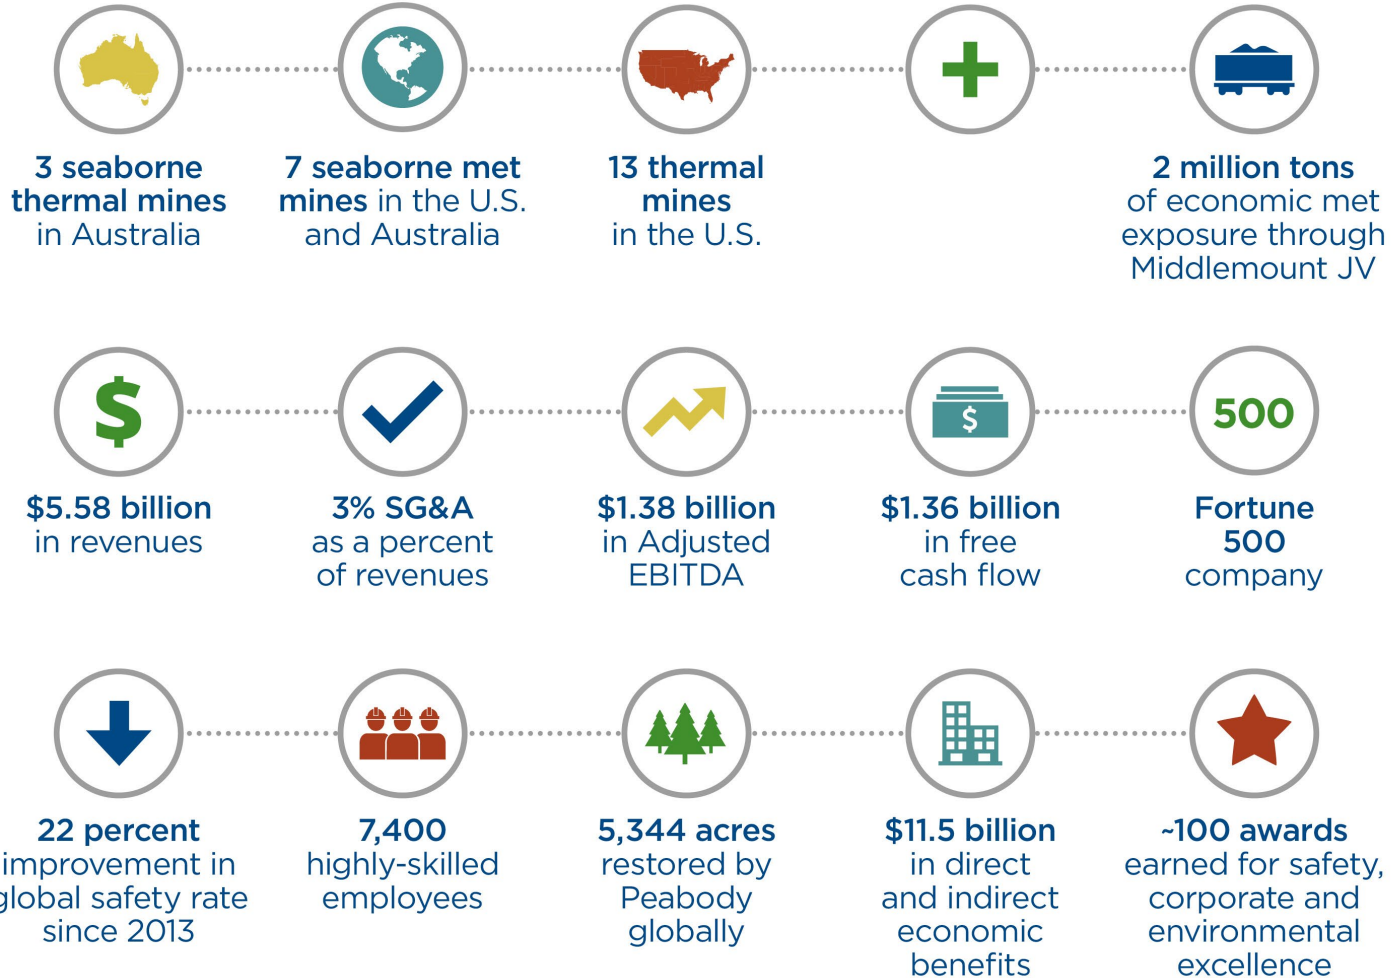 3 seaborne
thermal mines
in Australia
7 seaborne met
mines in the U.S.
and Australia
13 thermal
mines
in the U.S.
2 million tons
of economic met
exposure through
Middlemount JV
$
$
500
$5.58 billion
in revenues
3% SG&A
as a percent
of revenues
$1.38 billion
in Adjusted
EBITDA
$1.36 billion
in free
cash flow
Fortune
500
company
22 percent
improvement in
global safety rate
since 2013
7,400
highly-skilled
employees
5,344 acres
restored by
Peabody
globally
$11.5 billion
in direct
and indirect
economic
benefits
~100 awards
earned for safety,
corporate and
environmental
excellence